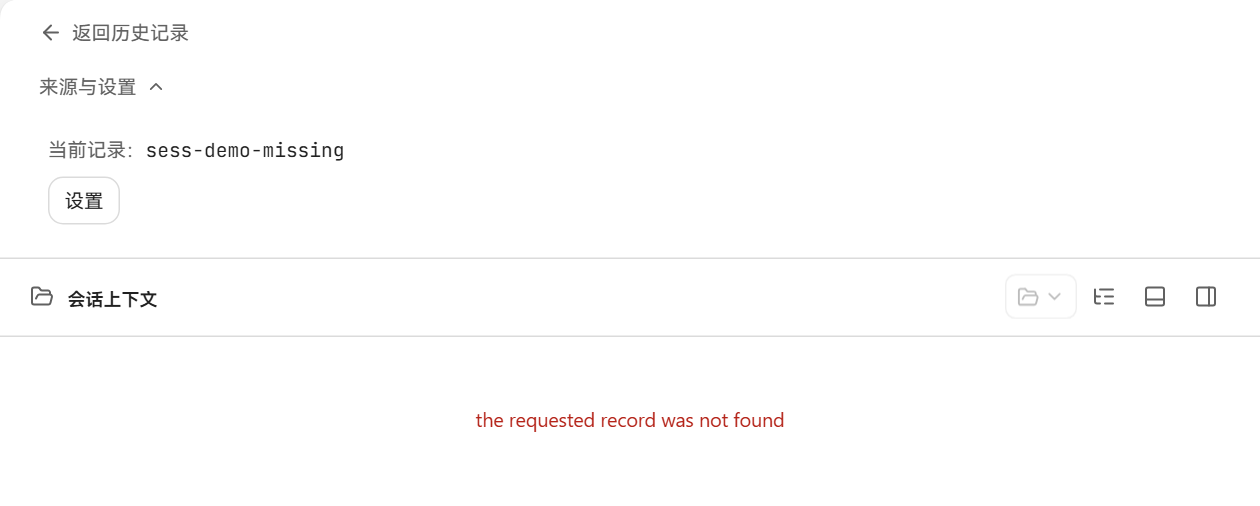 返回历史记录
来源与设置
当前记录: sess-demo-missing
设置
会话上下文
the requested record was not found